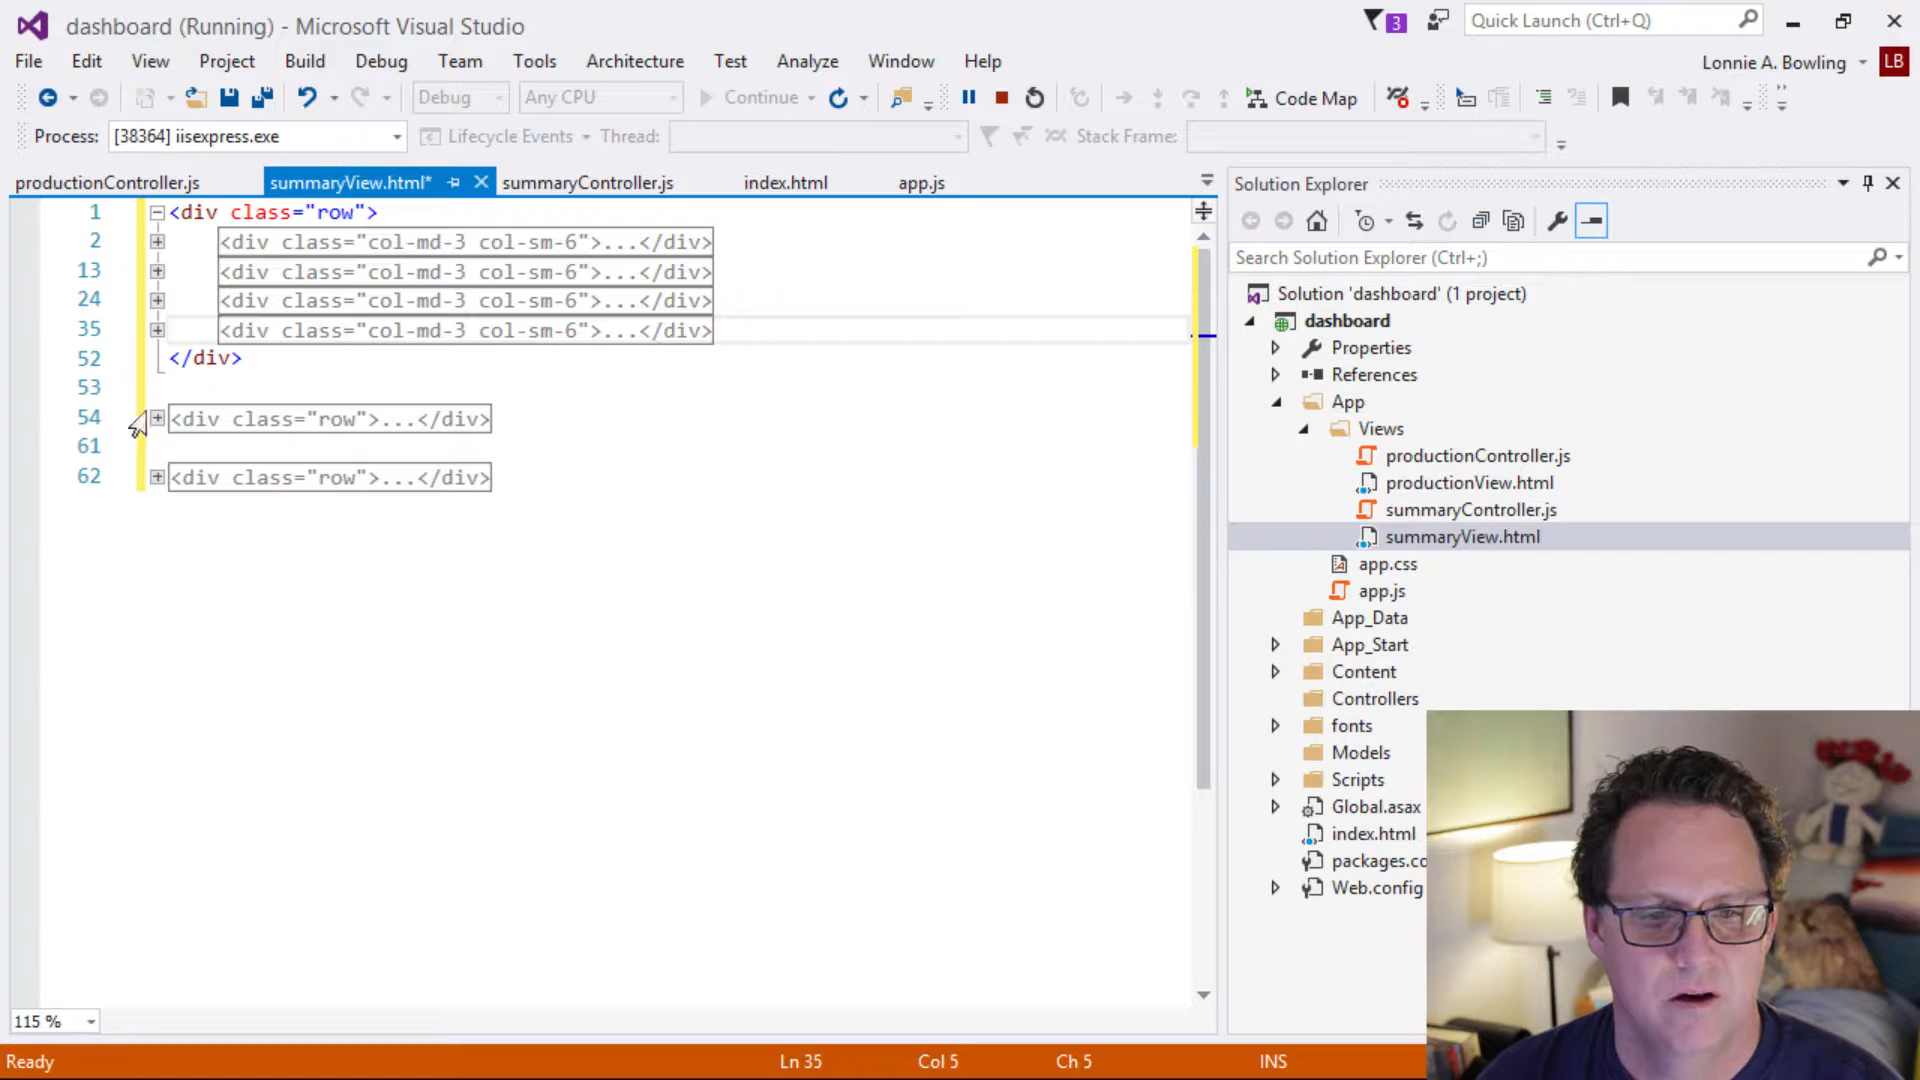 dashboard (Running) - Microsoft Visual Studio
3
Quick Launch (Ctrl+Q)
File Edit View Project Build Debug Team Tools Architecture Test Analyze Window Help
Lonnie A. Bowling
LB
Debug
Any CPU
Continue
Code Map
Process: [38364] iisexpress.exe
Lifecycle Events
Thread:
Stack Frame:
productionController.js
summaryView.html*
summaryController.js
index.html
app.js
1 <div class="row">
2 <div class="col-md-3 col-sm-6">...</div>
13 <div class="col-md-3 col-sm-6">...</div>
24 <div class="col-md-3 col-sm-6">...</div>
35 <div class="col-md-3 col-sm-6">...</div>
52 </div>
53
54 <div class="row">...</div>
61
62 <div class="row">...</div>
115 %
Solution Explorer
Search Solution Explorer (Ctrl+;)
Solution 'dashboard' (1 project)
dashboard
Properties
References
App
Views
productionController.js
productionView.html
summaryController.js
summaryView.html
app.css
app.js
App_Data
App_Start
Content
Controllers
fonts
Models
Scripts
Global.asax
index.html
packages.co
Web.config
Ready
Ln 35
Col 5
Ch 5
INS